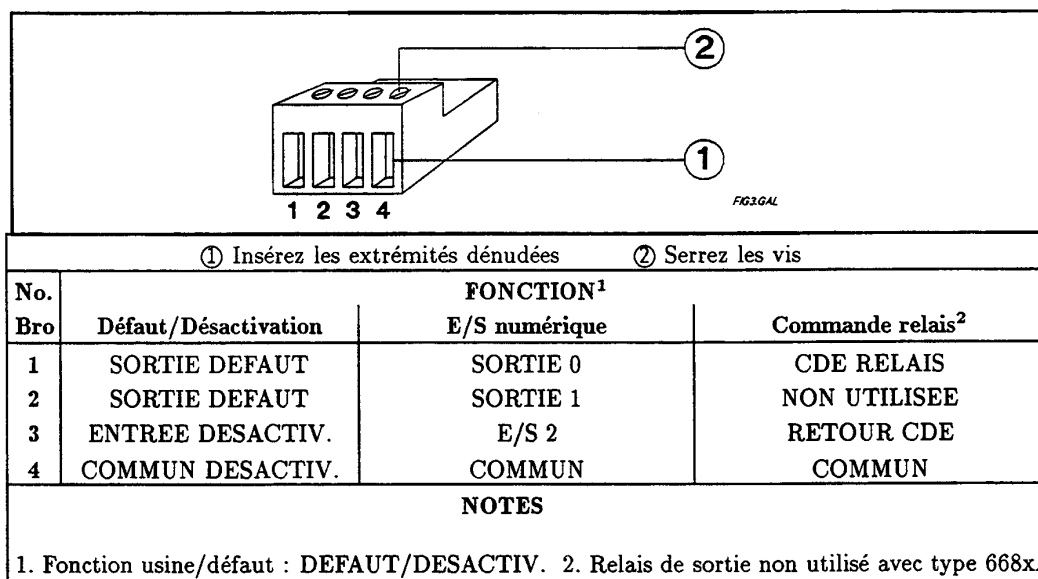 ②
①
1 2 3 4
FIG3.GAL
① Insérez les extrémités dénudées ② Serrez les vis
No. FONCTION¹
Bro Défaut/Désactivation E/S numérique Commande relais²
1 SORTIE DEFAUT SORTIE 0 CDE RELAIS
2 SORTIE DEFAUT SORTIE 1 NON UTILISEE
3 ENTREE DESACTIV. E/S 2 RETOUR CDE
4 COMMUN DESACTIV. COMMUN COMMUN
NOTES
1. Fonction usine/défaut : DEFAUT/DESACTIV. 2. Relais de sortie non utilisé avec type 668x.